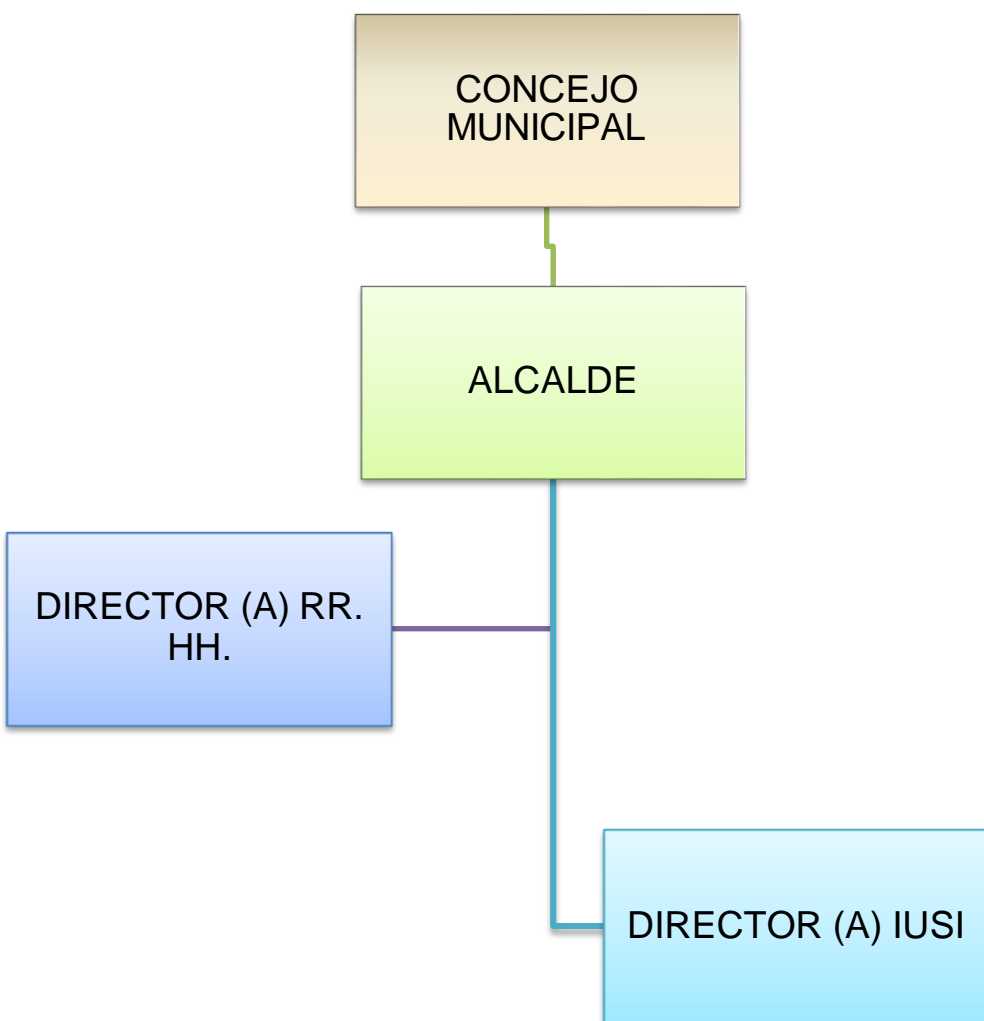 CONCEJO
MUNICIPAL
ALCALDE
DIRECTOR (A) RR.
HH.
DIRECTOR (A) IUSI